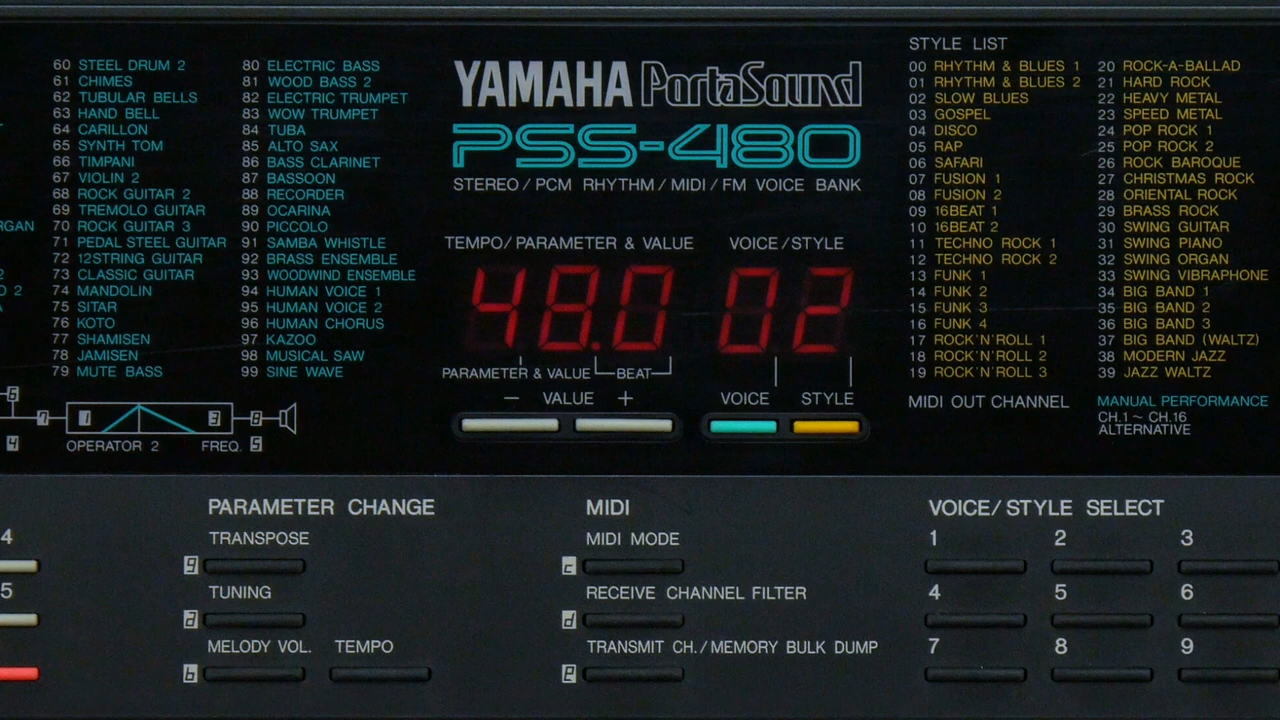 60 STEEL DRUM 2
61 CHIMES
62 TUBULAR BELLS
63 HAND BELL
64 CARILLON
65 SYNTH TOM
66 TIMPANI
67 VIOLIN 2
68 ROCK GUITAR 2
69 TREMOLO GUITAR
70 ROCK GUITAR 3
71 PEDAL STEEL GUITAR
72 12STRING GUITAR
73 CLASSIC GUITAR
74 MANDOLIN
75 SITAR
76 KOTO
77 SHAMISEN
78 JAMISEN
79 MUTE BASS
80 ELECTRIC BASS
81 WOOD BASS 2
82 ELECTRIC TRUMPET
83 WOW TRUMPET
84 TUBA
85 ALTO SAX
86 BASS CLARINET
87 BASSOON
88 RECORDER
89 OCARINA
90 PICCOLO
91 SAMBA WHISTLE
92 BRASS ENSEMBLE
93 WOODWIND ENSEMBLE
94 HUMAN VOICE 1
95 HUMAN VOICE 2
96 HUMAN CHORUS
97 KAZOO
98 MUSICAL SAW
99 SINE WAVE
6
7 1 3 8
4 OPERATOR 2 FREQ. 5
YAMAHA PortaSound
PSS-480
STEREO/PCM RHYTHM/MIDI/FM VOICE BANK
TEMPO/PARAMETER & VALUE VOICE/STYLE
48.0 02
PARAMETER & VALUE BEAT
− VALUE + VOICE STYLE
STYLE LIST
00 RHYTHM & BLUES 1
01 RHYTHM & BLUES 2
02 SLOW BLUES
03 GOSPEL
04 DISCO
05 RAP
06 SAFARI
07 FUSION 1
08 FUSION 2
09 16BEAT 1
10 16BEAT 2
11 TECHNO ROCK 1
12 TECHNO ROCK 2
13 FUNK 1
14 FUNK 2
15 FUNK 3
16 FUNK 4
17 ROCK'N'ROLL 1
18 ROCK'N'ROLL 2
19 ROCK'N'ROLL 3
20 ROCK-A-BALLAD
21 HARD ROCK
22 HEAVY METAL
23 SPEED METAL
24 POP ROCK 1
25 POP ROCK 2
26 ROCK BAROQUE
27 CHRISTMAS ROCK
28 ORIENTAL ROCK
29 BRASS ROCK
30 SWING GUITAR
31 SWING PIANO
32 SWING ORGAN
33 SWING VIBRAPHONE
34 BIG BAND 1
35 BIG BAND 2
36 BIG BAND 3
37 BIG BAND (WALTZ)
38 MODERN JAZZ
39 JAZZ WALTZ
MIDI OUT CHANNEL MANUAL PERFORMANCE
CH.1 ~ CH.16
ALTERNATIVE
4
5
PARAMETER CHANGE
TRANSPOSE
9
TUNING
a
MELODY VOL. TEMPO
b
MIDI
MIDI MODE
c
RECEIVE CHANNEL FILTER
d
TRANSMIT CH./MEMORY BULK DUMP
e
VOICE/STYLE SELECT
1 2 3
4 5 6
7 8 9